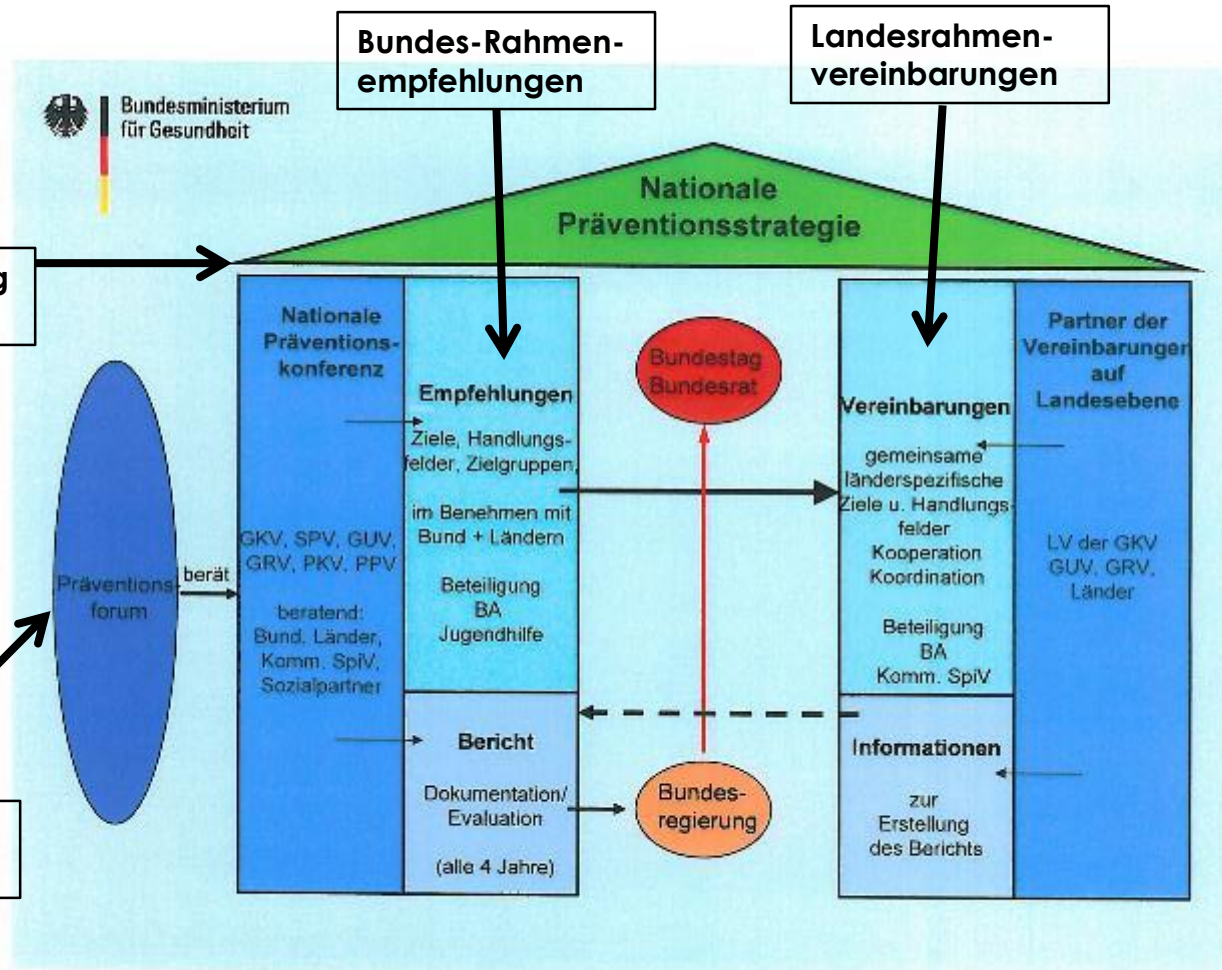 Bundes-Rahmen-
empfehlungen
Landesrahmen-
vereinbarungen
Bundesministerium
für Gesundheit
Nationale
Präventionsstrategie
g
Nationale
Präventions-
konferenz
GKV, SPV, GUV,
GRV, PKV, PPV
beratend:
Bund, Länder,
Komm. SpiV,
Sozialpartner
Empfehlungen
Ziele, Handlungs-
felder, Zielgruppen,
im Benehmen mit
Bund + Ländern
Beteiligung
BA
Jugendhilfe
Bundestag
Bundesrat
Vereinbarungen
gemeinsame
länderspezifische
Ziele u. Handlungs-
felder
Kooperation
Koordination
Beteiligung
BA
Komm. SpiV
Partner der
Vereinbarungen
auf
Landesebene
LV der GKV
GUV, GRV,
Länder
Präventions-
forum
berät
Bericht
Dokumentation/
Evaluation
(alle 4 Jahre)
Bundes-
regierung
Informationen
zur
Erstellung
des Berichts